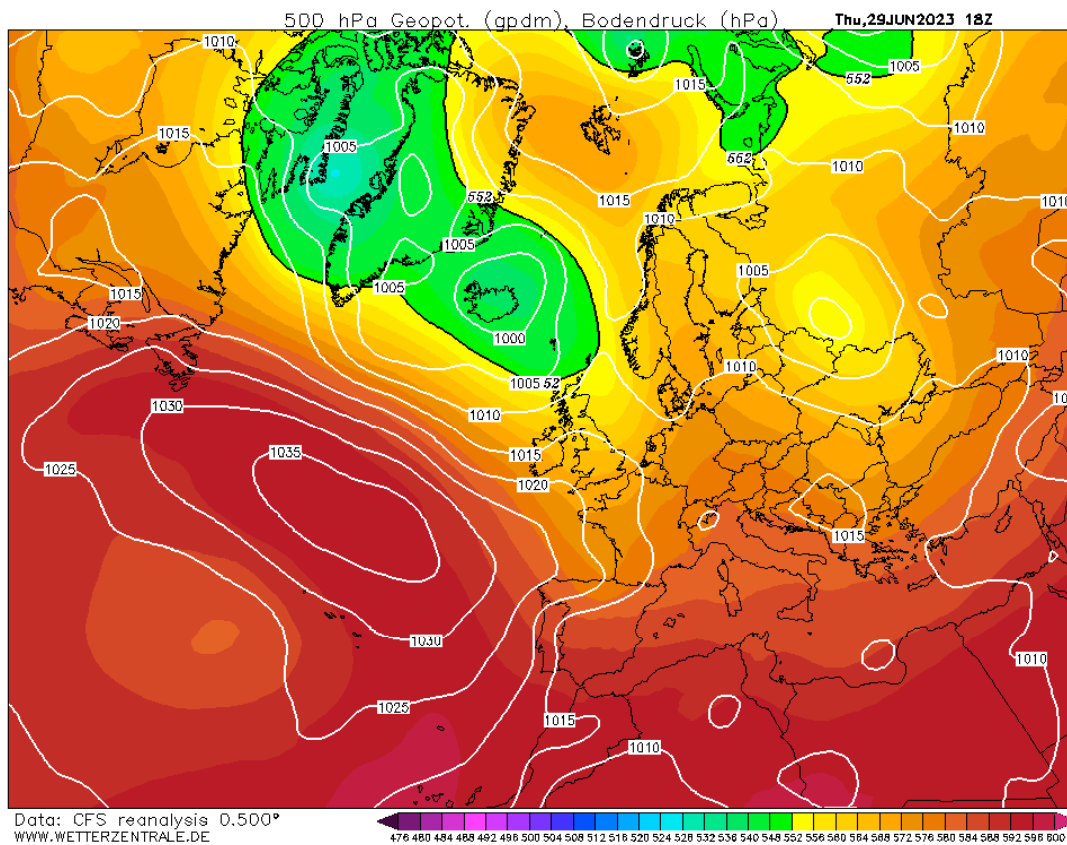 500 hPa Geopot. (gpdm), Bodendruck (hPa) Thu,29JUN2023 18Z
1010 1005
1015 552
1015 1010
1005 552 1010
552 1015 1010 1010
1005 1005
1005 1015
1020 1000
1005 52 1010 1010
1030 1010 10
1035 1015
1025 1020
1015
1030 1010
1025 1015
1010
Data: CFS reanalysis 0.500°
WWW.WETTERZENTRALE.DE
476 480 484 488 492 496 500 504 508 512 516 520 524 528 532 536 540 544 548 552 556 560 564 568 572 576 580 584 588 592 596 600